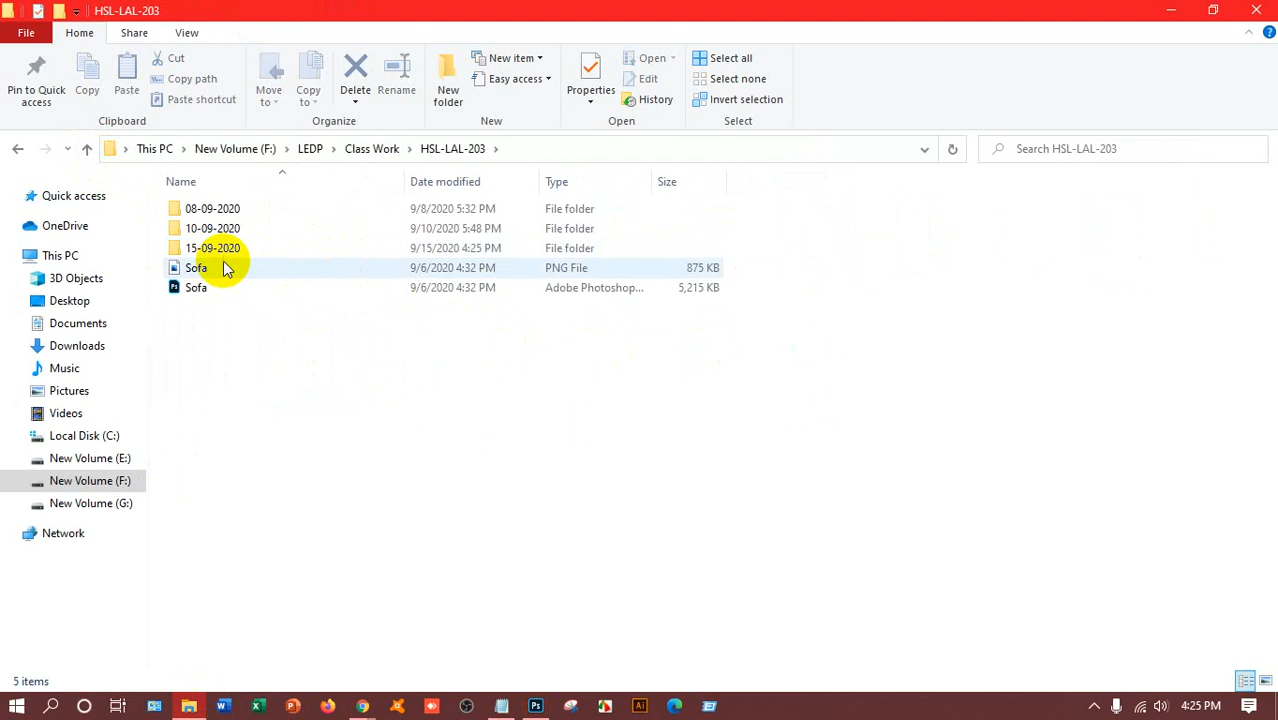 HSL-LAL-203
File Home Share View
Pin to Quick access
Copy
Paste
Cut
Copy path
Paste shortcut
Clipboard
Move to
Copy to
Delete
Rename
Organize
New folder
New item
Easy access
New
Properties
Open
Edit
History
Open
Select all
Select none
Invert selection
Select
This PC New Volume (F:) LEDP Class Work HSL-LAL-203
Search HSL-LAL-203
Name Date modified Type Size
08-09-2020 9/8/2020 5:32 PM File folder
10-09-2020 9/10/2020 5:48 PM File folder
15-09-2020 9/15/2020 4:25 PM File folder
Sofa 9/6/2020 4:32 PM PNG File 875 KB
Ps Sofa 9/6/2020 4:32 PM Adobe Photoshop... 5,215 KB
Quick access
OneDrive
This PC
3D Objects
Desktop
Documents
Downloads
Music
Pictures
Videos
Local Disk (C:)
New Volume (E:)
New Volume (F:)
New Volume (G:)
Network
5 items
Ps
Ai
4:25 PM